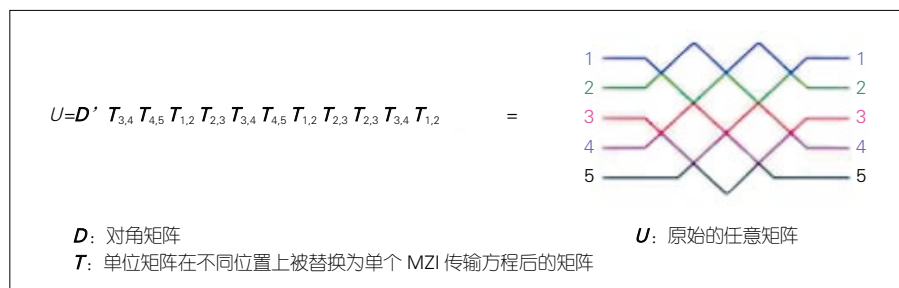 U=D’ T3,4 T4,5 T1,2 T2,3 T3,4 T4,5 T1,2 T2,3 T2,3 T3,4 T1,2 =
1 1
2 2
3 3
4 4
5 5
D：对角矩阵 U：原始的任意矩阵
T：单位矩阵在不同位置上被替换为单个 MZI 传输方程后的矩阵